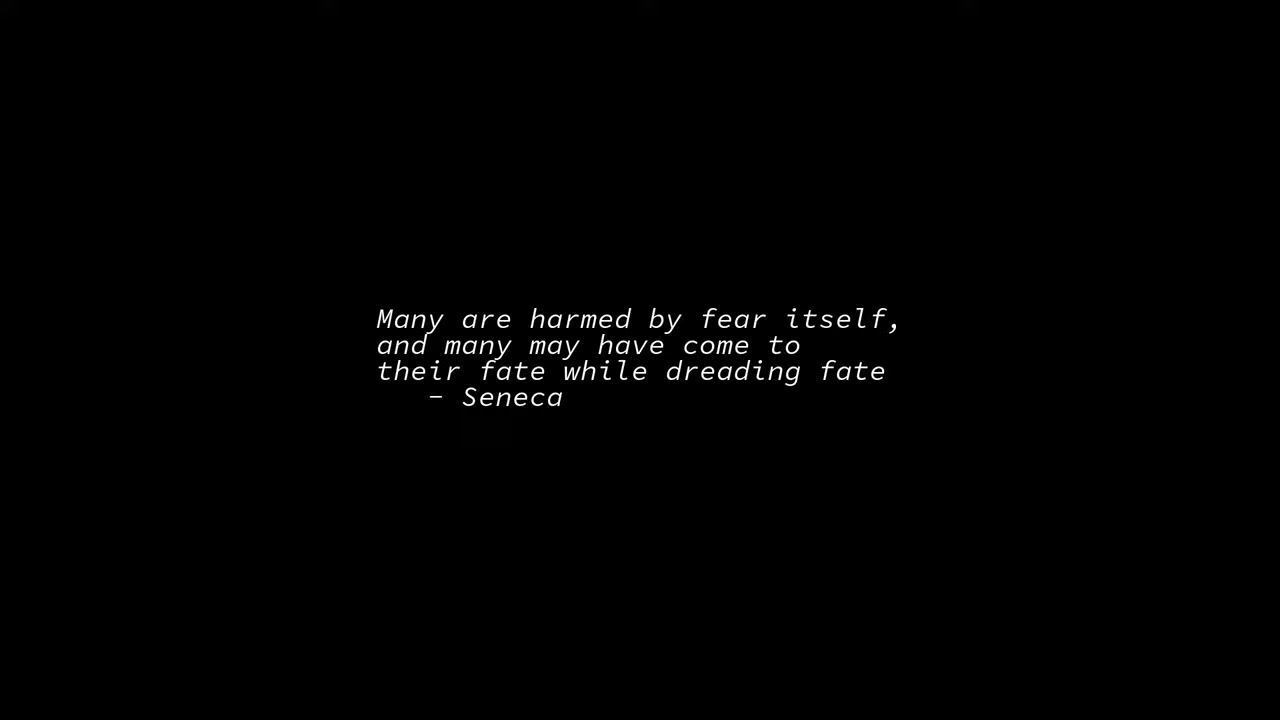 Many are harmed by fear itself,
and many may have come to
their fate while dreading fate
- Seneca